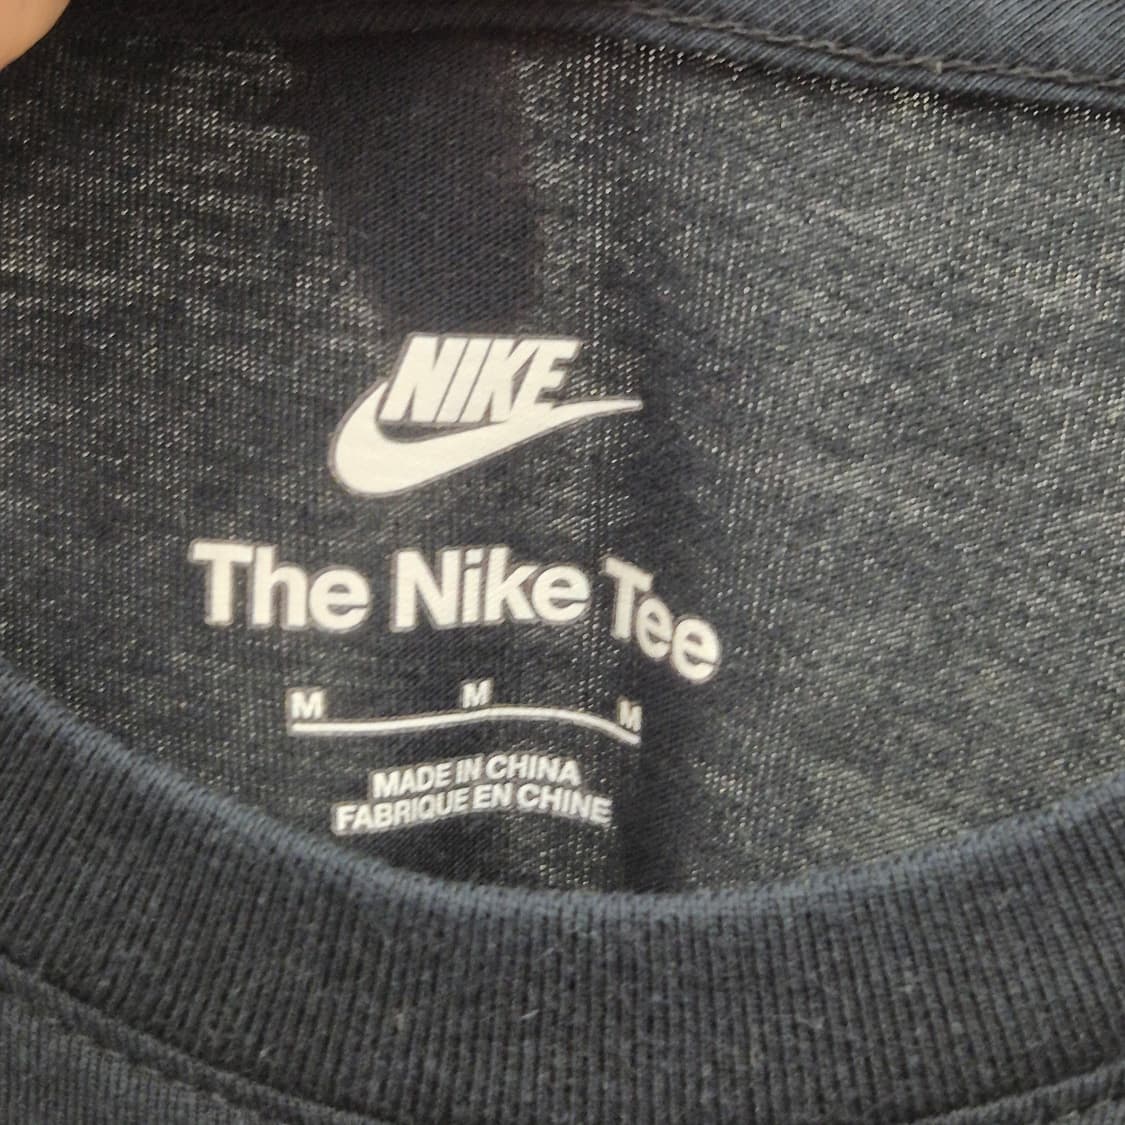 NIKE
The Nike Tee
M M M
MADE IN CHINA
FABRIQUE EN CHINE